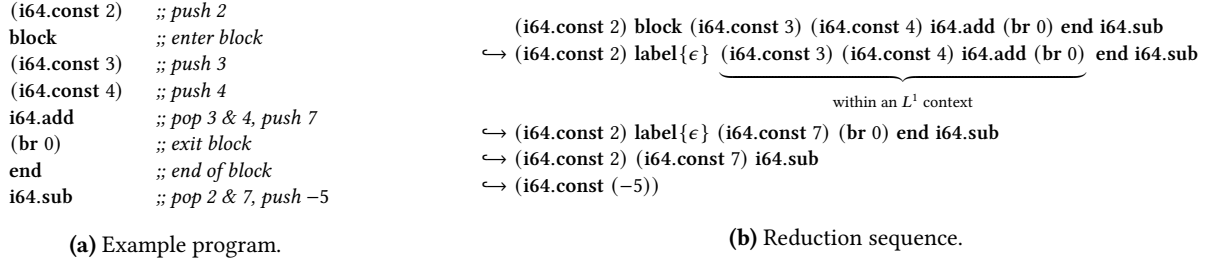 (i64.const 2) ;; push 2
block ;; enter block
(i64.const 3) ;; push 3
(i64.const 4) ;; push 4
i64.add ;; pop 3 & 4, push 7
(br 0) ;; exit block
end ;; end of block
i64.sub ;; pop 2 & 7, push −5
(a) Example program.
(i64.const 2) block (i64.const 3) (i64.const 4) i64.add (br 0) end i64.sub
↪ (i64.const 2) label{ϵ} (i64.const 3) (i64.const 4) i64.add (br 0) end i64.sub
within an L¹ context
↪ (i64.const 2) label{ϵ} (i64.const 7) (br 0) end i64.sub
↪ (i64.const 2) (i64.const 7) i64.sub
↪ (i64.const (−5))
(b) Reduction sequence.